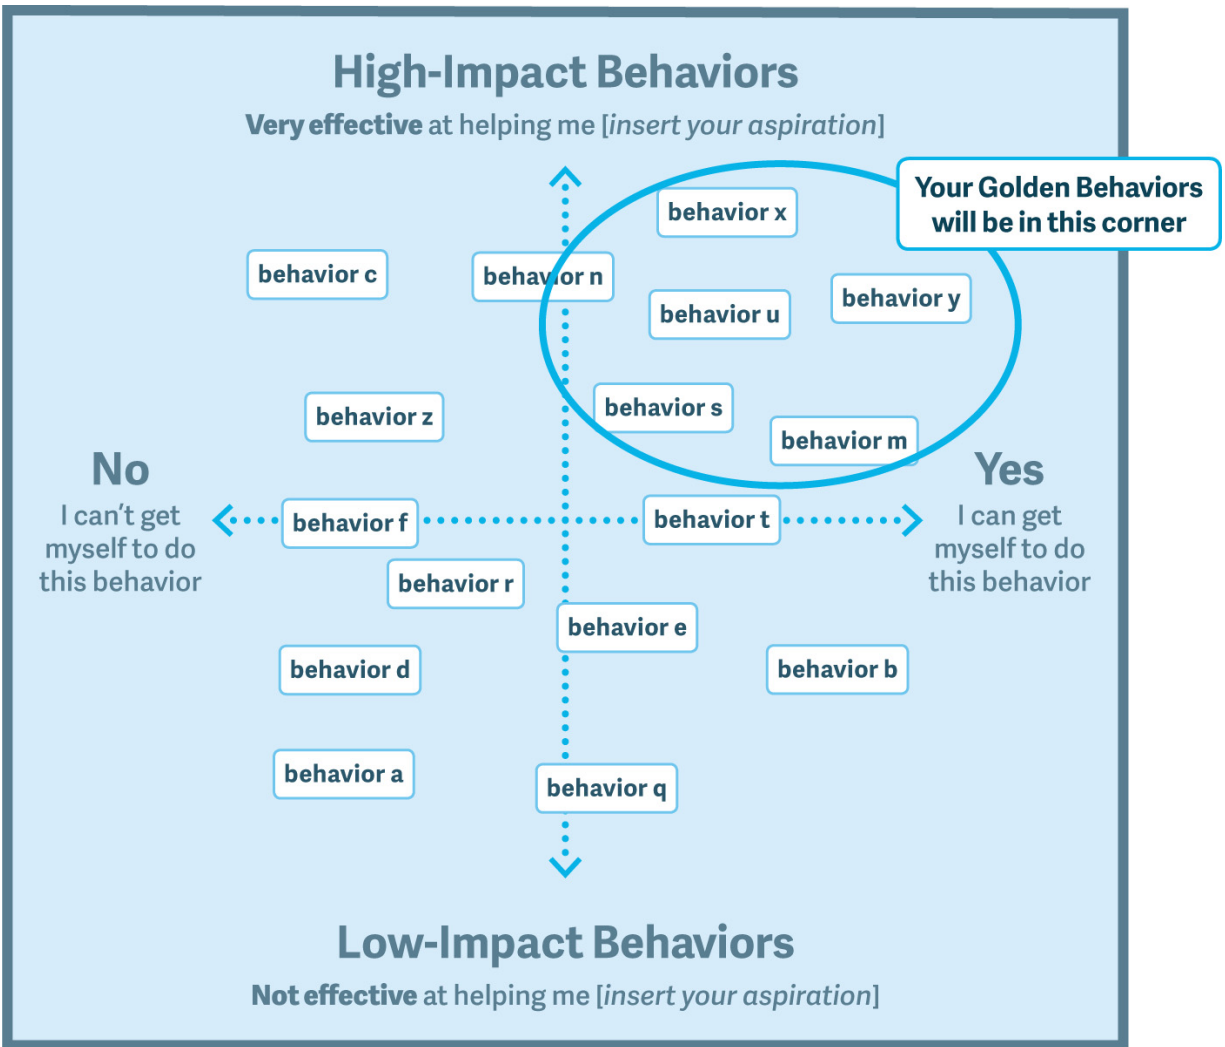 High-Impact Behaviors
Very effective at helping me [insert your aspiration]
Your Golden Behaviors
will be in this corner
behavior x
behavior c
behavior n
behavior y
behavior u
behavior s
behavior z
behavior m
No
I can't get
myself to do
this behavior
Yes
I can get
myself to do
this behavior
behavior f
behavior t
behavior r
behavior e
behavior d
behavior b
behavior a
behavior q
Low-Impact Behaviors
Not effective at helping me [insert your aspiration]